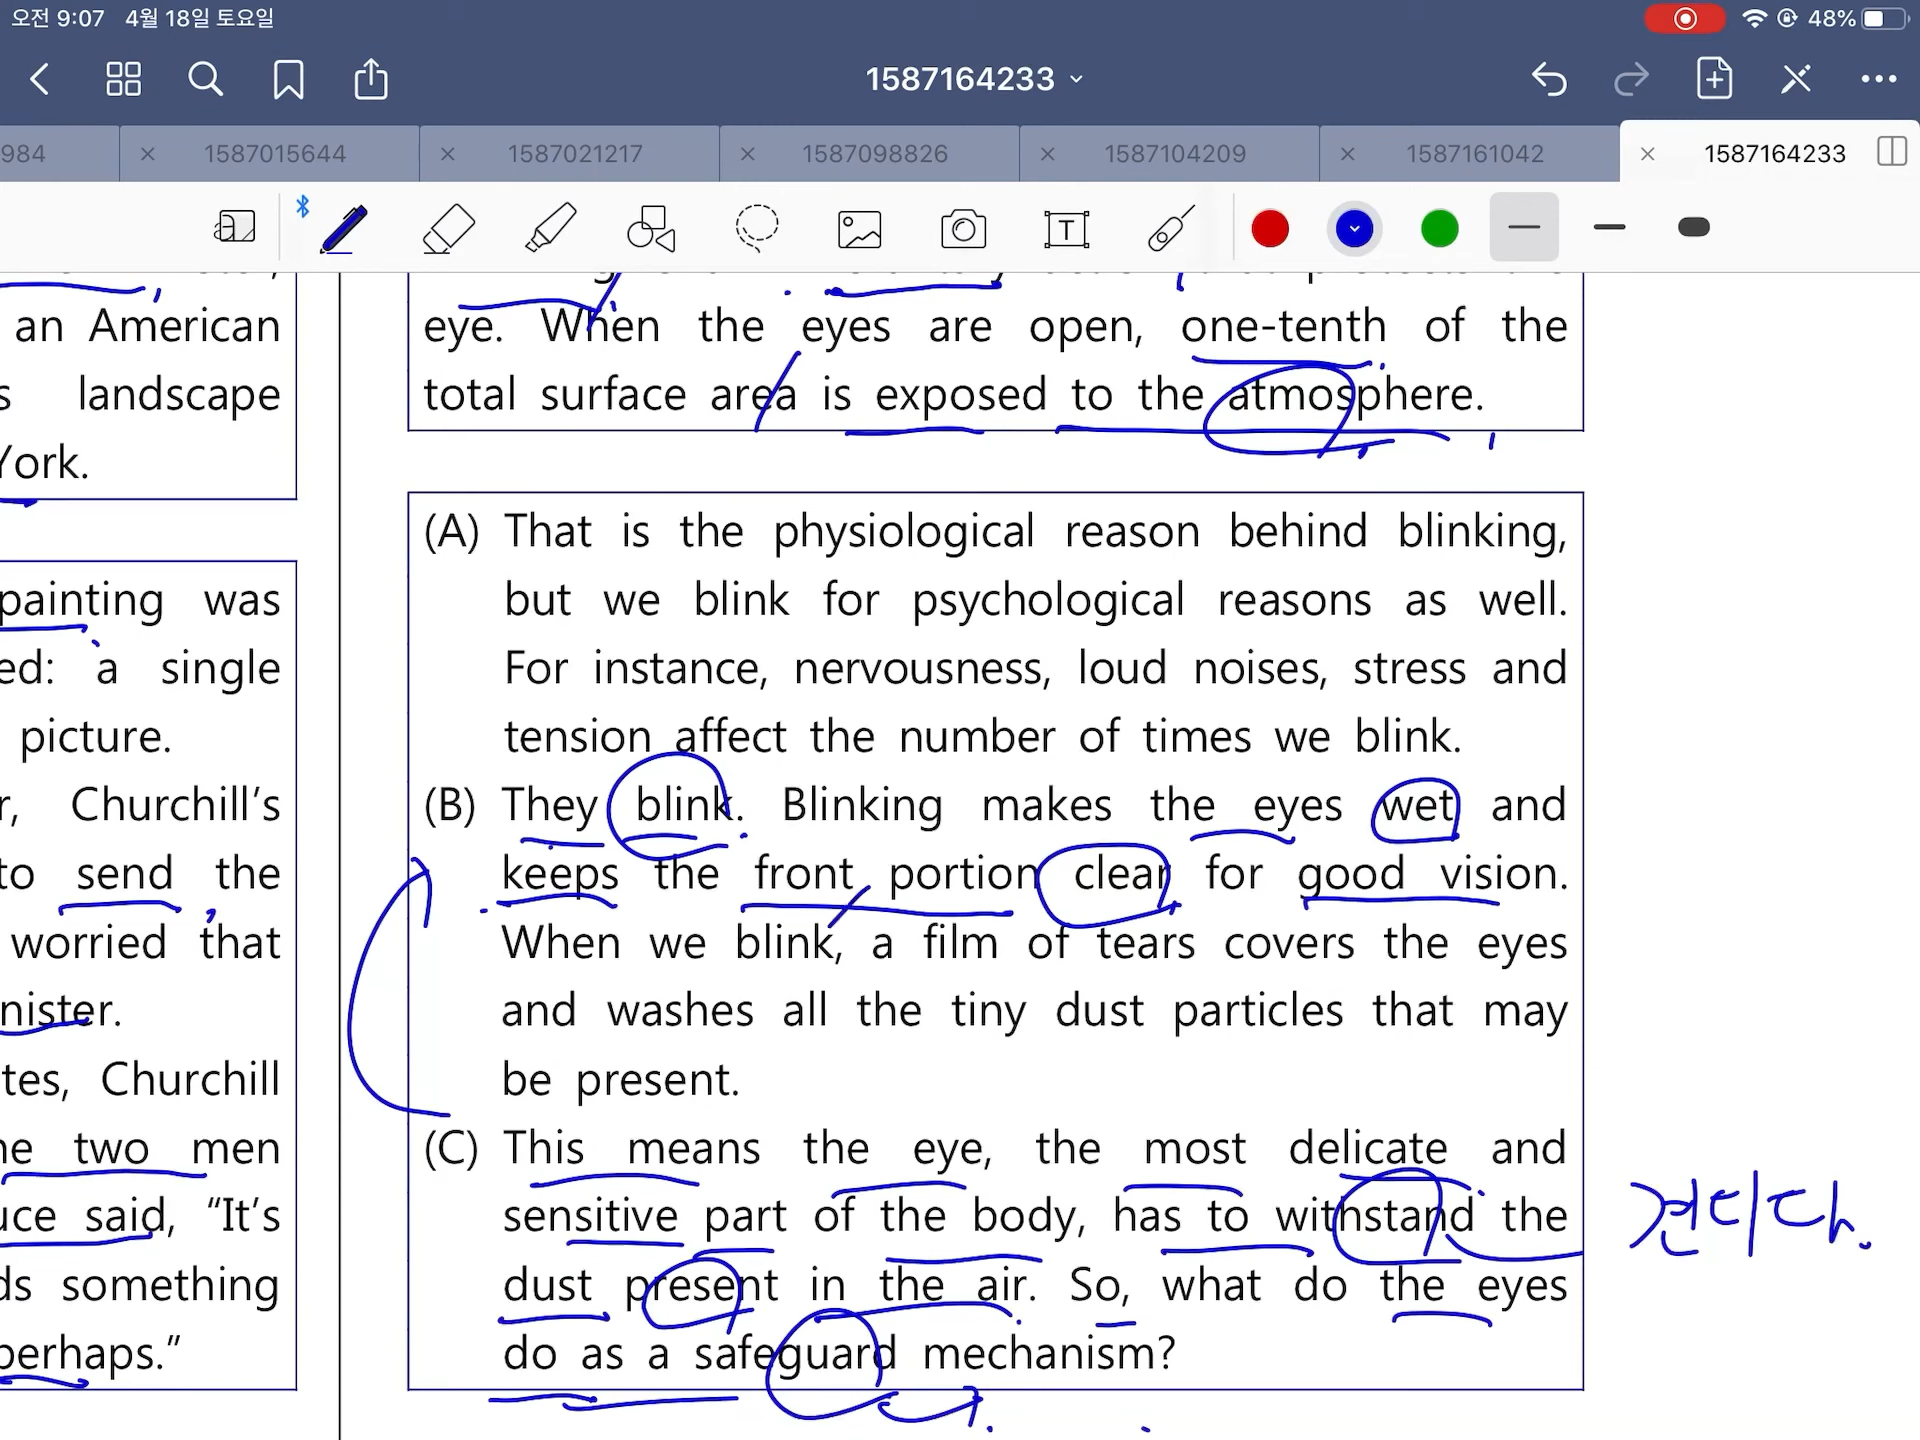 오전 9:07 4월 18일 토요일
48%
1587164233
984
1587015644
1587021217
1587098826
1587104209
1587161042
1587164233
an American
s landscape
York.
painting was
ed: a single
picture.
r, Churchill's
to send the
worried that
nister.
tes, Churchill
ne two men
uce said, “It's
ds something
perhaps.”
eye. When the eyes are open, one-tenth of the
total surface area is exposed to the atmosphere.
(A) That is the physiological reason behind blinking,
but we blink for psychological reasons as well.
For instance, nervousness, loud noises, stress and
tension affect the number of times we blink.
(B) They blink. Blinking makes the eyes wet and
keeps the front portion clear for good vision.
When we blink, a film of tears covers the eyes
and washes all the tiny dust particles that may
be present.
(C) This means the eye, the most delicate and
sensitive part of the body, has to withstand the
dust present in the air. So, what do the eyes
do as a safeguard mechanism?
견디다.